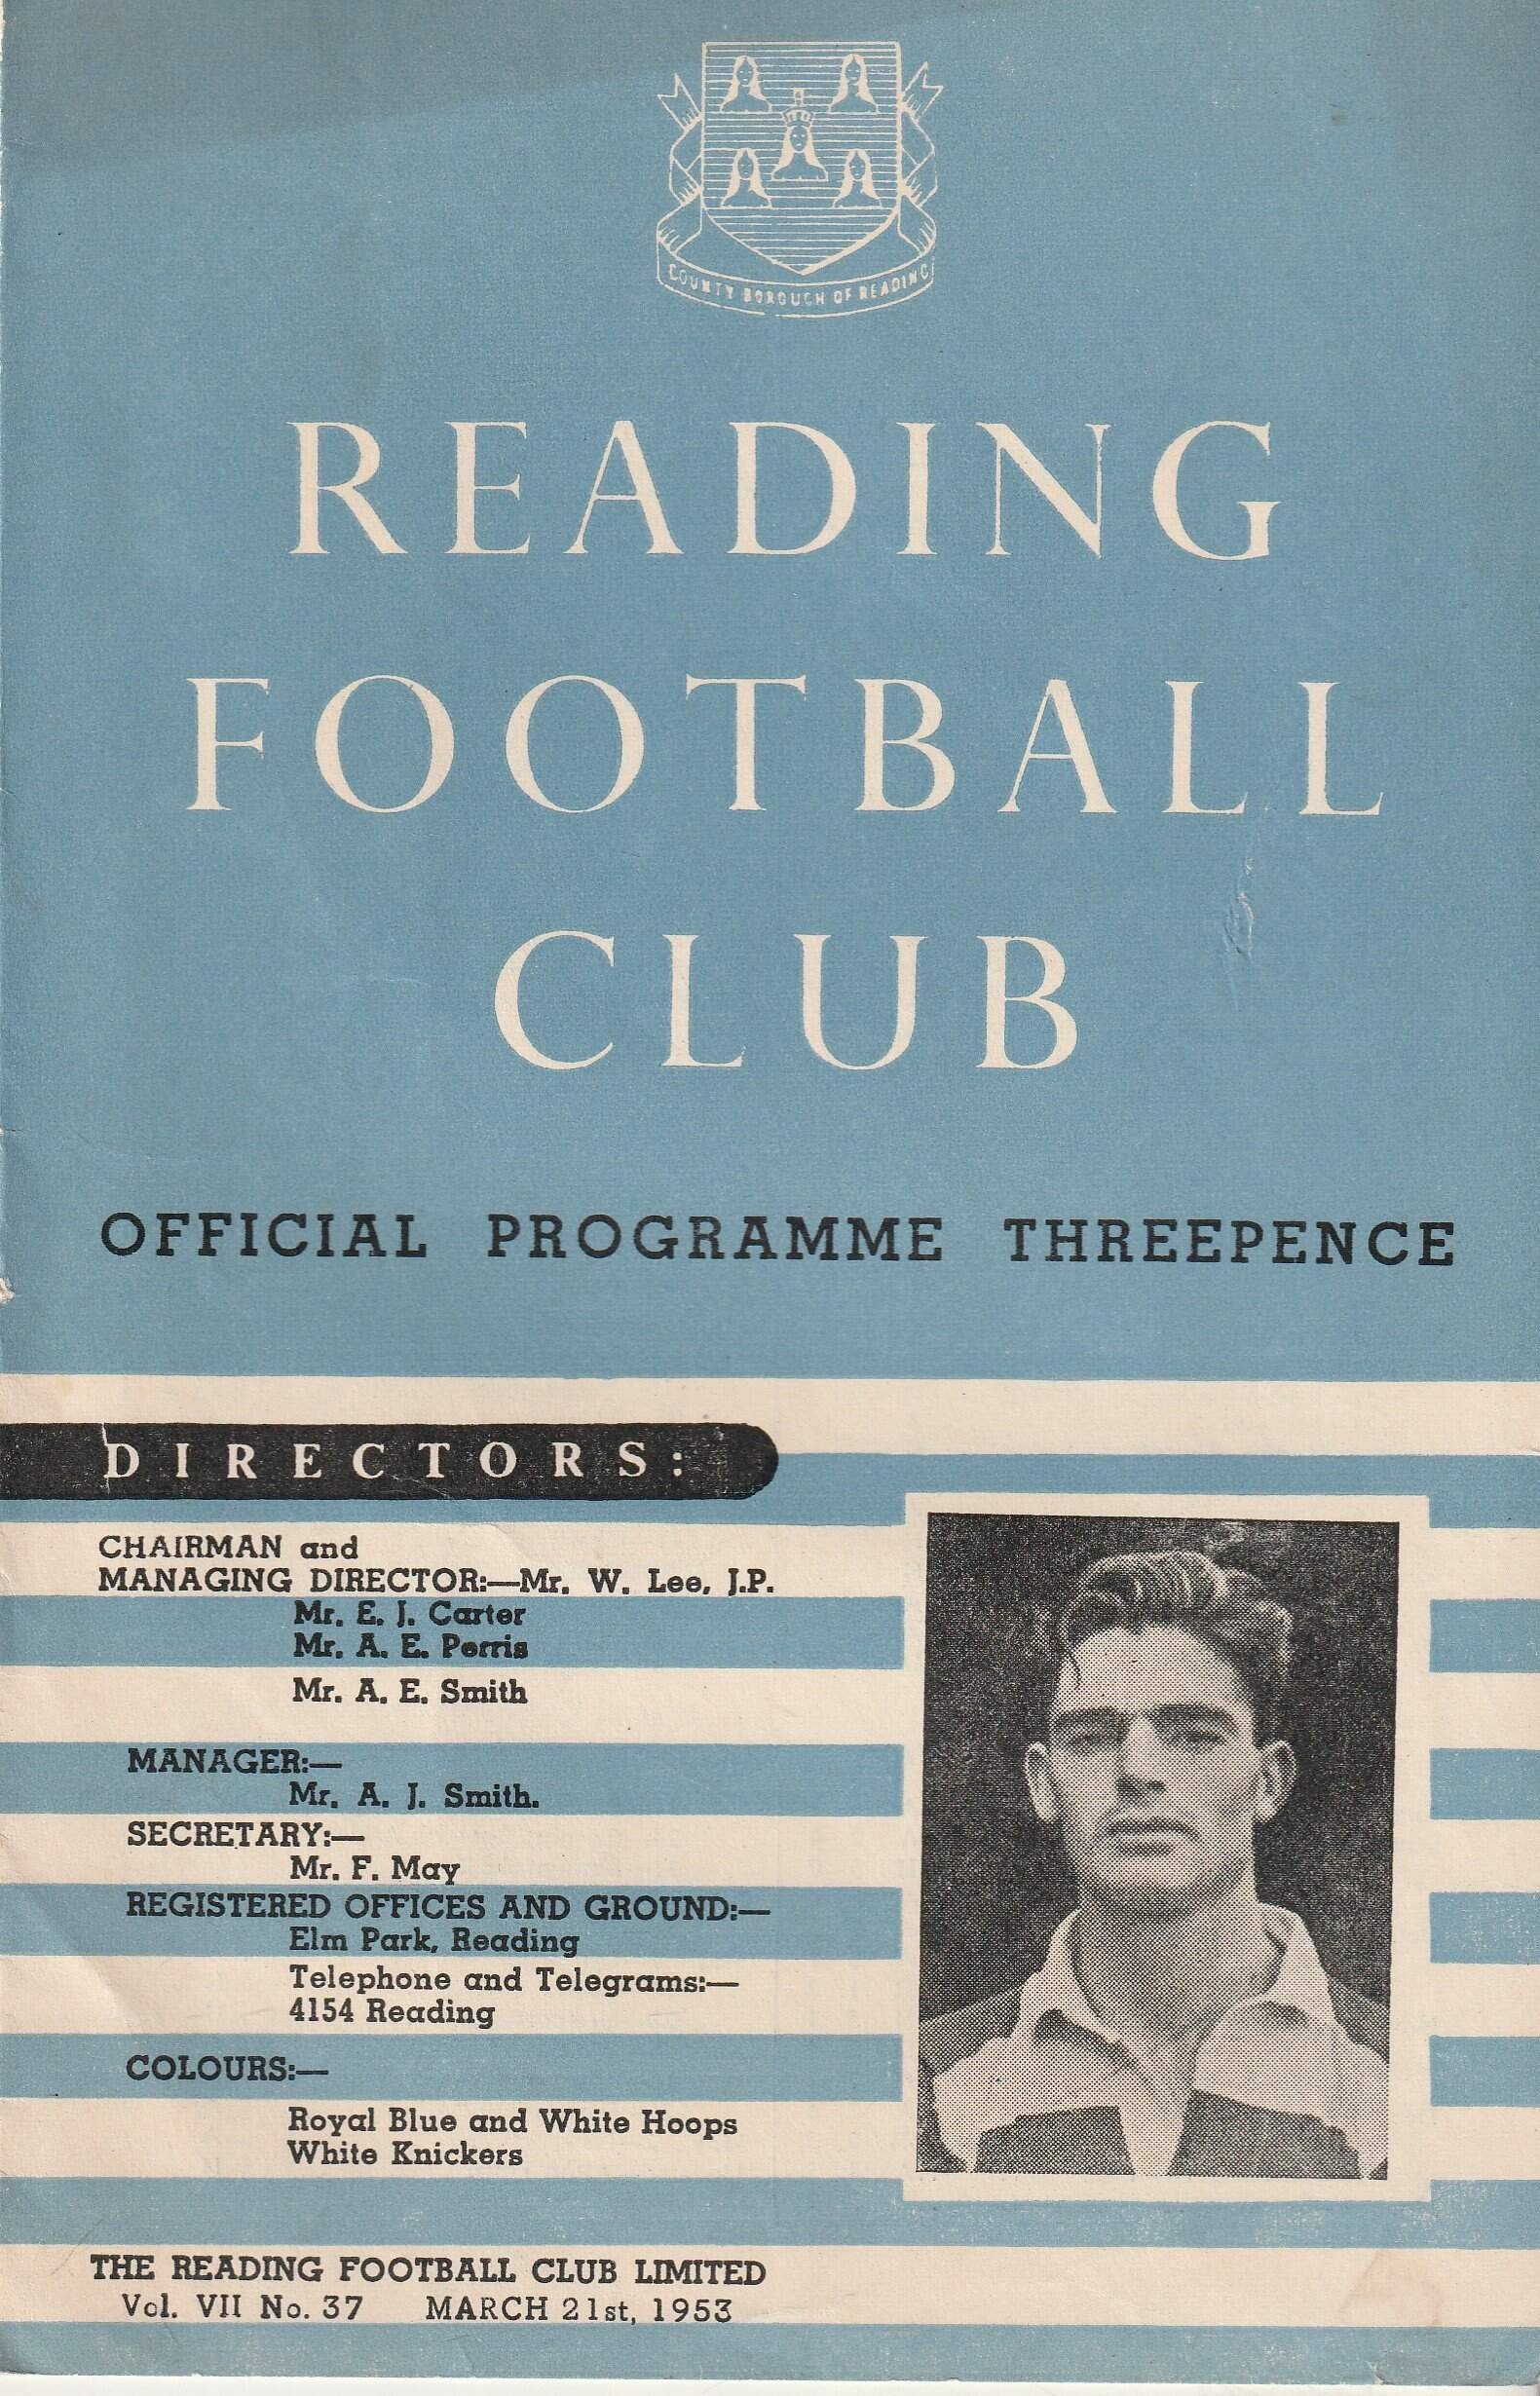 COUNTY BOROUGH OF READING
READING
FOOTBALL
CLUB
OFFICIAL PROGRAMME THREEPENCE
DIRECTORS:
CHAIRMAN and
MANAGING DIRECTOR:—Mr. W. Lee, J.P.
Mr. E. J. Carter
Mr. A. E. Perris
Mr. A. E. Smith
MANAGER:—
Mr. A. J. Smith.
SECRETARY:—
Mr. F. May
REGISTERED OFFICES AND GROUND:—
Elm Park, Reading
Telephone and Telegrams:—
4154 Reading
COLOURS:—
Royal Blue and White Hoops
White Knickers
THE READING FOOTBALL CLUB LIMITED
Vol. VII No. 37 MARCH 21st, 1953